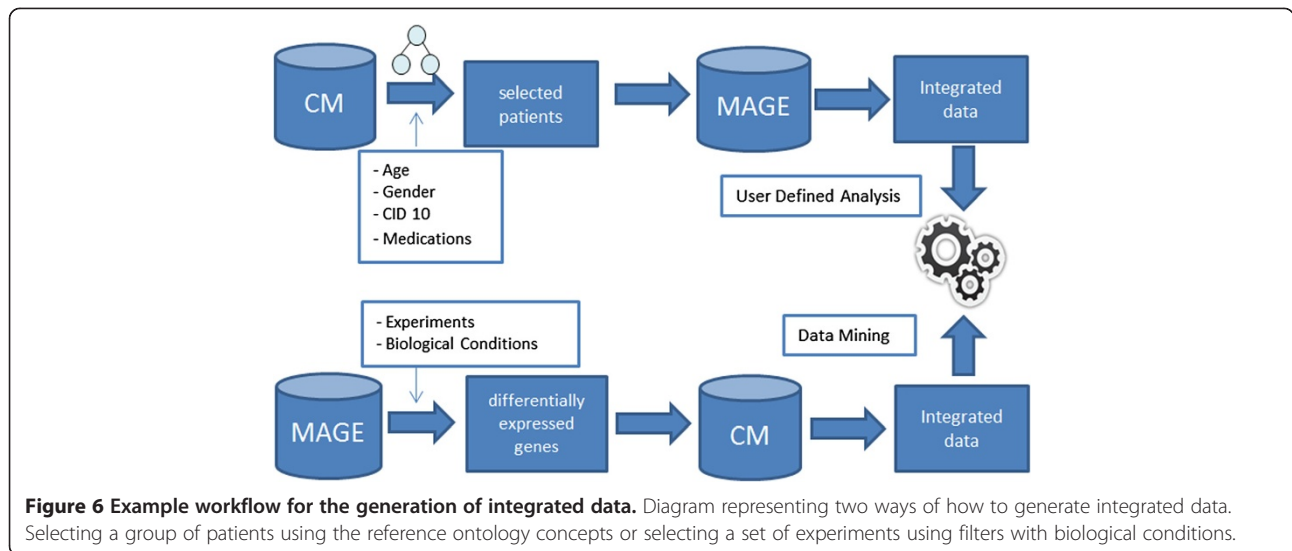 CM
selected
patients
MAGE
Integrated
data
- Age
- Gender
- CID 10
- Medications
User Defined Analysis
- Experiments
- Biological Conditions
Data Mining
MAGE
differentially
expressed
genes
CM
Integrated
data
Figure 6 Example workflow for the generation of integrated data. Diagram representing two ways of how to generate integrated data.
Selecting a group of patients using the reference ontology concepts or selecting a set of experiments using filters with biological conditions.